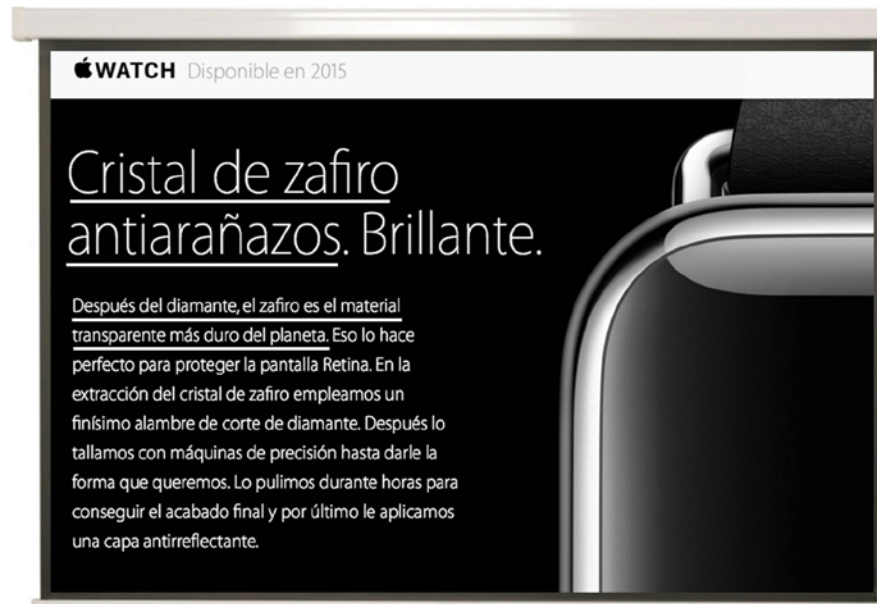 WATCH Disponible en 2015
Cristal de zafiro
antiarañazos. Brillante.
Después del diamante, el zafiro es el material
transparente más duro del planeta. Eso lo hace
perfecto para proteger la pantalla Retina. En la
extracción del cristal de zafiro empleamos un
finísimo alambre de corte de diamante. Después lo
tallamos con máquinas de precisión hasta darle la
forma que queremos. Lo pulimos durante horas para
conseguir el acabado final y por último le aplicamos
una capa antirreflectante.